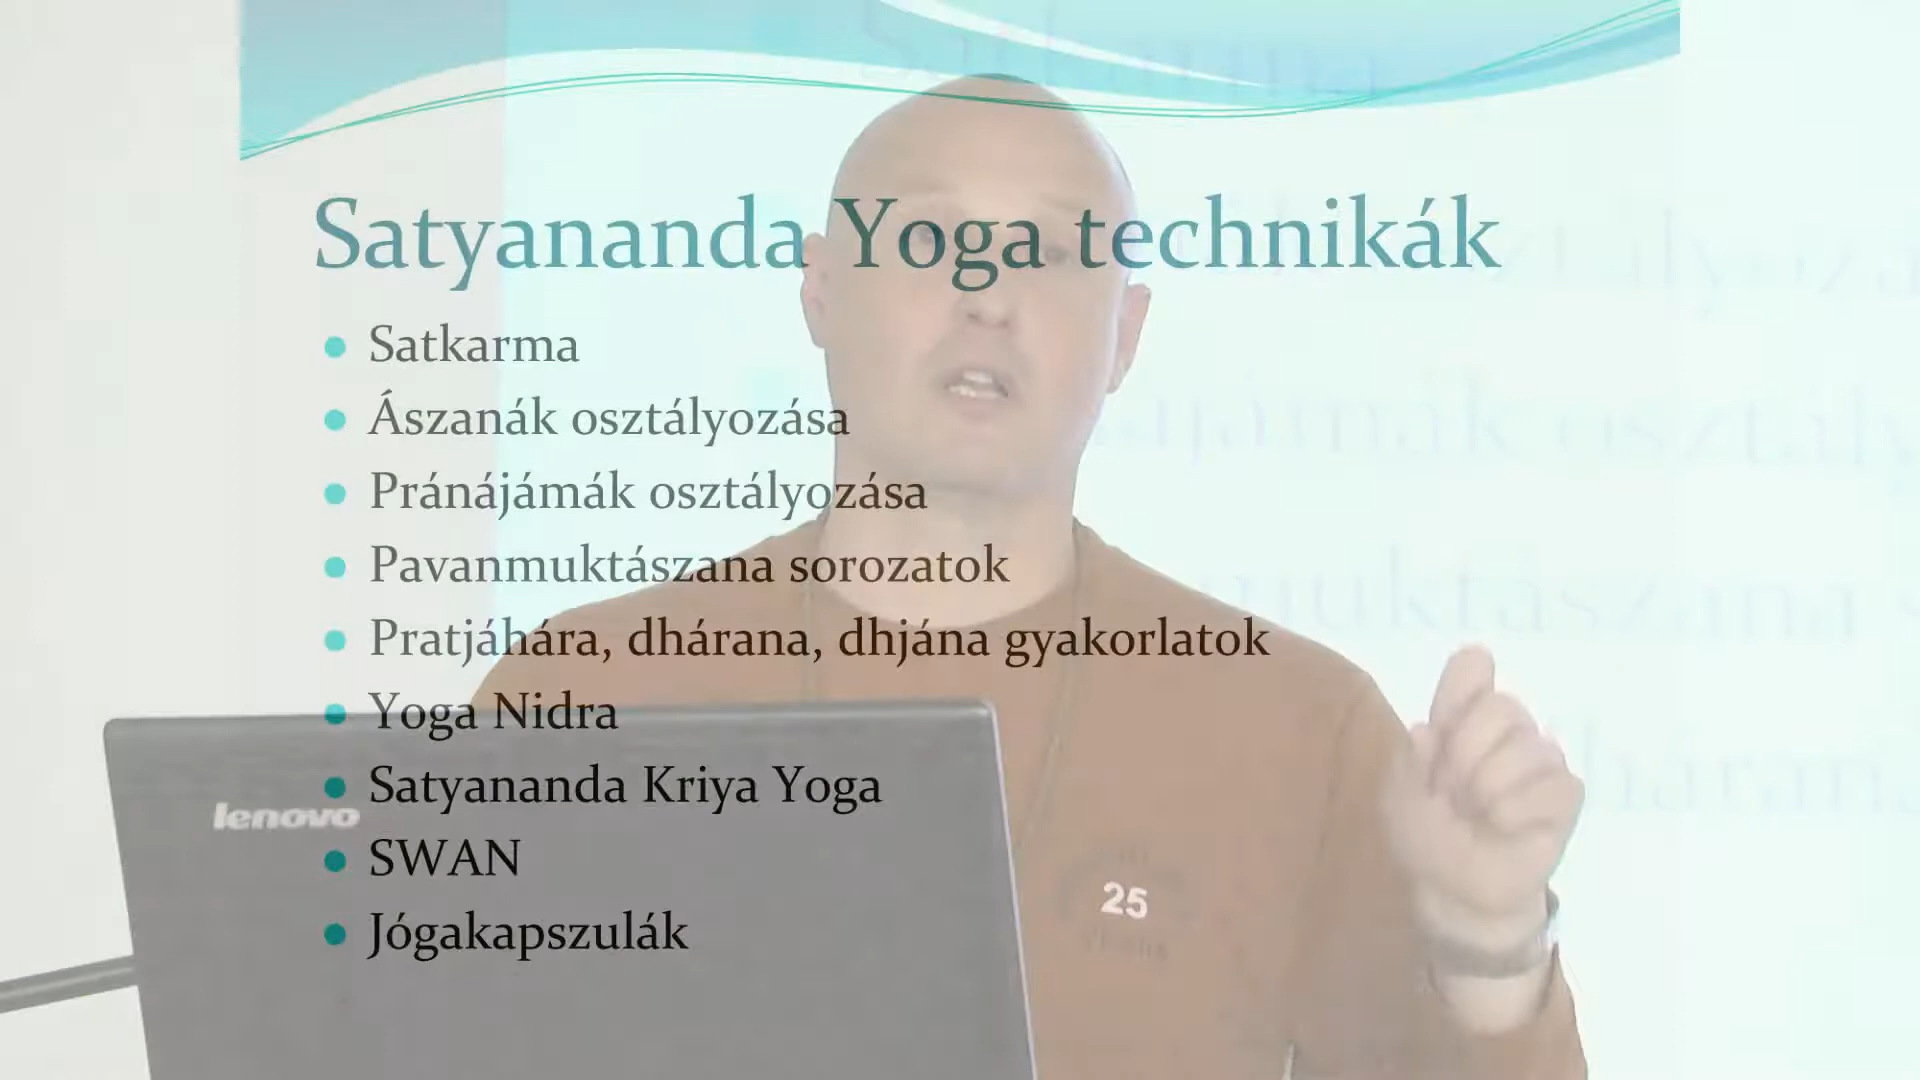 Satyananda Yoga technikák
Satkarma
Ászanák osztályozása
Pránájámák osztályozása
Pavanmuktászana sorozatok
Pratjáhára, dhárana, dhjána gyakorlatok
Yoga Nidra
Satyananda Kriya Yoga
lenovo
SWAN
25
Jógakapszulák